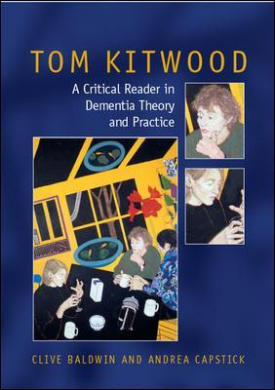 TOM KITWOOD
A Critical Reader in
Dementia Theory
and Practice
CLIVE BALDWIN AND ANDREA CAPSTICK